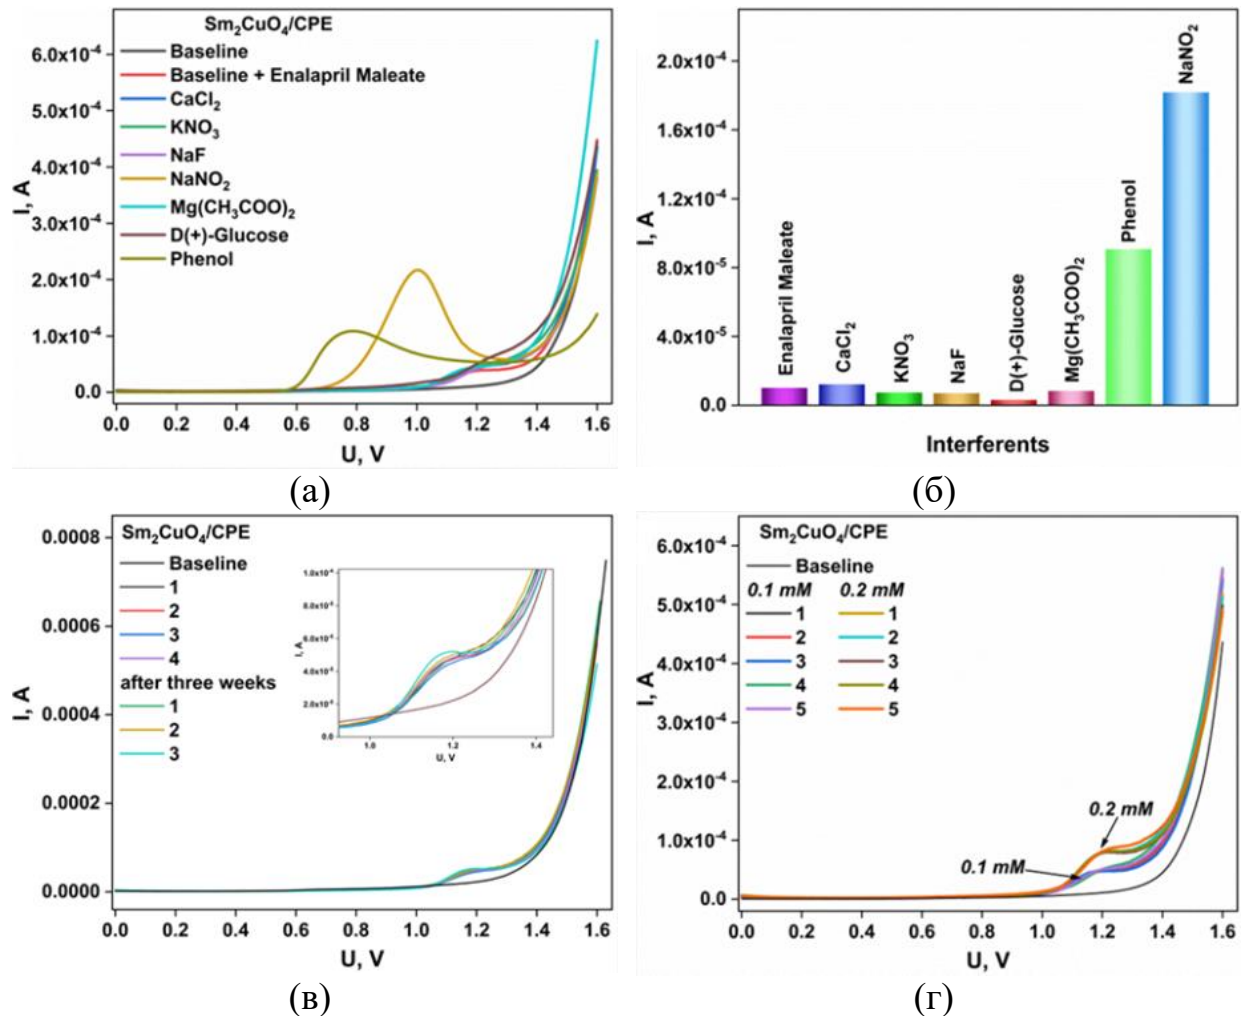 Sm₂CuO₄/CPE
Baseline
Baseline + Enalapril Maleate
CaCl₂
KNO₃
NaF
NaNO₂
Mg(CH₃COO)₂
D(+)-Glucose
Phenol
I, A
6.0x10⁻⁴
5.0x10⁻⁴
4.0x10⁻⁴
3.0x10⁻⁴
2.0x10⁻⁴
1.0x10⁻⁴
0.0
0.0 0.2 0.4 0.6 0.8 1.0 1.2 1.4 1.6
U, V
(а)
I, A
2.0x10⁻⁴
1.6x10⁻⁴
1.2x10⁻⁴
8.0x10⁻⁵
4.0x10⁻⁵
0.0
Enalapril Maleate
CaCl₂
KNO₃
NaF
D(+)-Glucose
Mg(CH₃COO)₂
Phenol
NaNO₂
Interferents
(б)
Sm₂CuO₄/CPE
Baseline
1
2
3
4
after three weeks
1
2
3
I, A
0.0008
0.0006
0.0004
0.0002
0.0000
0.0 0.2 0.4 0.6 0.8 1.0 1.2 1.4 1.6
U, V
I, A
0.0
1.0 1.2 1.4
U, V
(в)
Sm₂CuO₄/CPE
Baseline
0.1 mM 0.2 mM
1 1
2 2
3 3
4 4
5 5
I, A
6.0x10⁻⁴
5.0x10⁻⁴
4.0x10⁻⁴
3.0x10⁻⁴
2.0x10⁻⁴
1.0x10⁻⁴
0.0
0.2 mM
0.1 mM
0.0 0.2 0.4 0.6 0.8 1.0 1.2 1.4 1.6
U, V
(г)